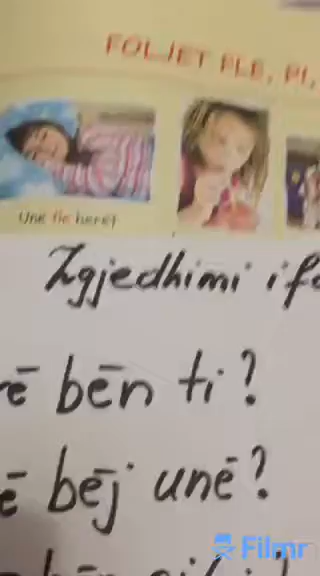 FOLJET FLE, PI,
Unë fle herët
Zgjedhimi i fo
ë bën ti?
ë bëj unë?
Filmr